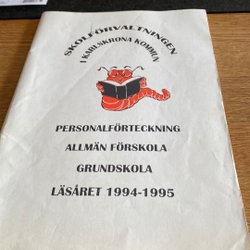 SKOLFÖRVALTNINGEN
I KARLSKRONA KOMMUN
PERSONALFÖRTECKNING
ALLMÄN FÖRSKOLA
GRUNDSKOLA
LÄSÅRET 1994-1995